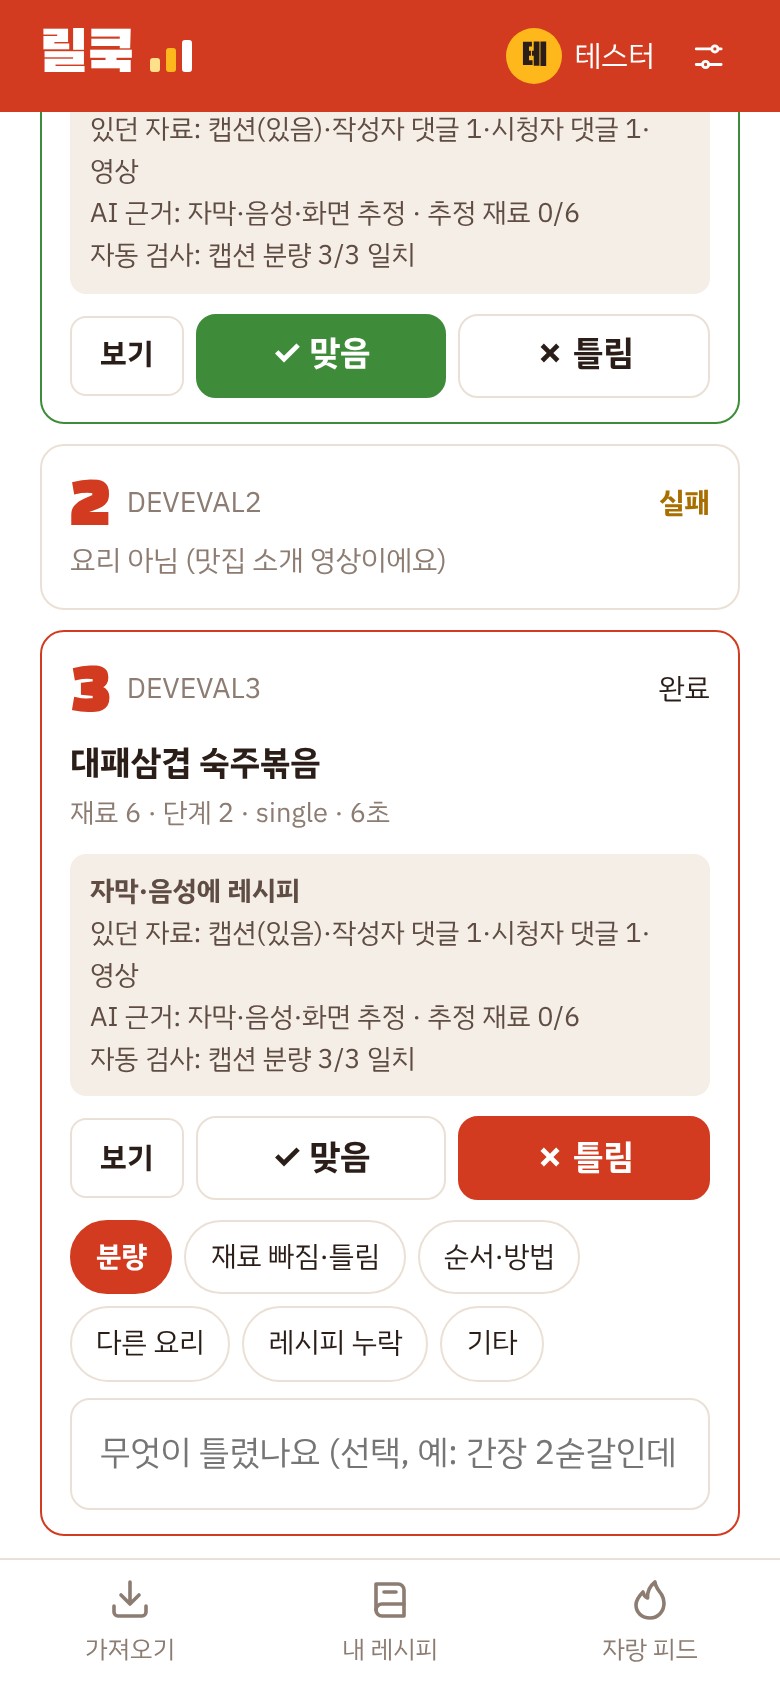 릴쿡
테 테스터
있던 자료: 캡션(있음)·작성자 댓글 1·시청자 댓글 1·
영상
AI 근거: 자막·음성·화면 추정 · 추정 재료 0/6
자동 검사: 캡션 분량 3/3 일치
보기 ✓ 맞음 × 틀림
2 DEVEVAL2 실패
요리 아님 (맛집 소개 영상이에요)
3 DEVEVAL3 완료
대패삼겹 숙주볶음
재료 6 · 단계 2 · single · 6초
자막·음성에 레시피
있던 자료: 캡션(있음)·작성자 댓글 1·시청자 댓글 1·
영상
AI 근거: 자막·음성·화면 추정 · 추정 재료 0/6
자동 검사: 캡션 분량 3/3 일치
보기 ✓ 맞음 × 틀림
분량 재료 빠짐·틀림 순서·방법
다른 요리 레시피 누락 기타
무엇이 틀렸나요 (선택, 예: 간장 2숟갈인데
가져오기 내 레시피 자랑 피드